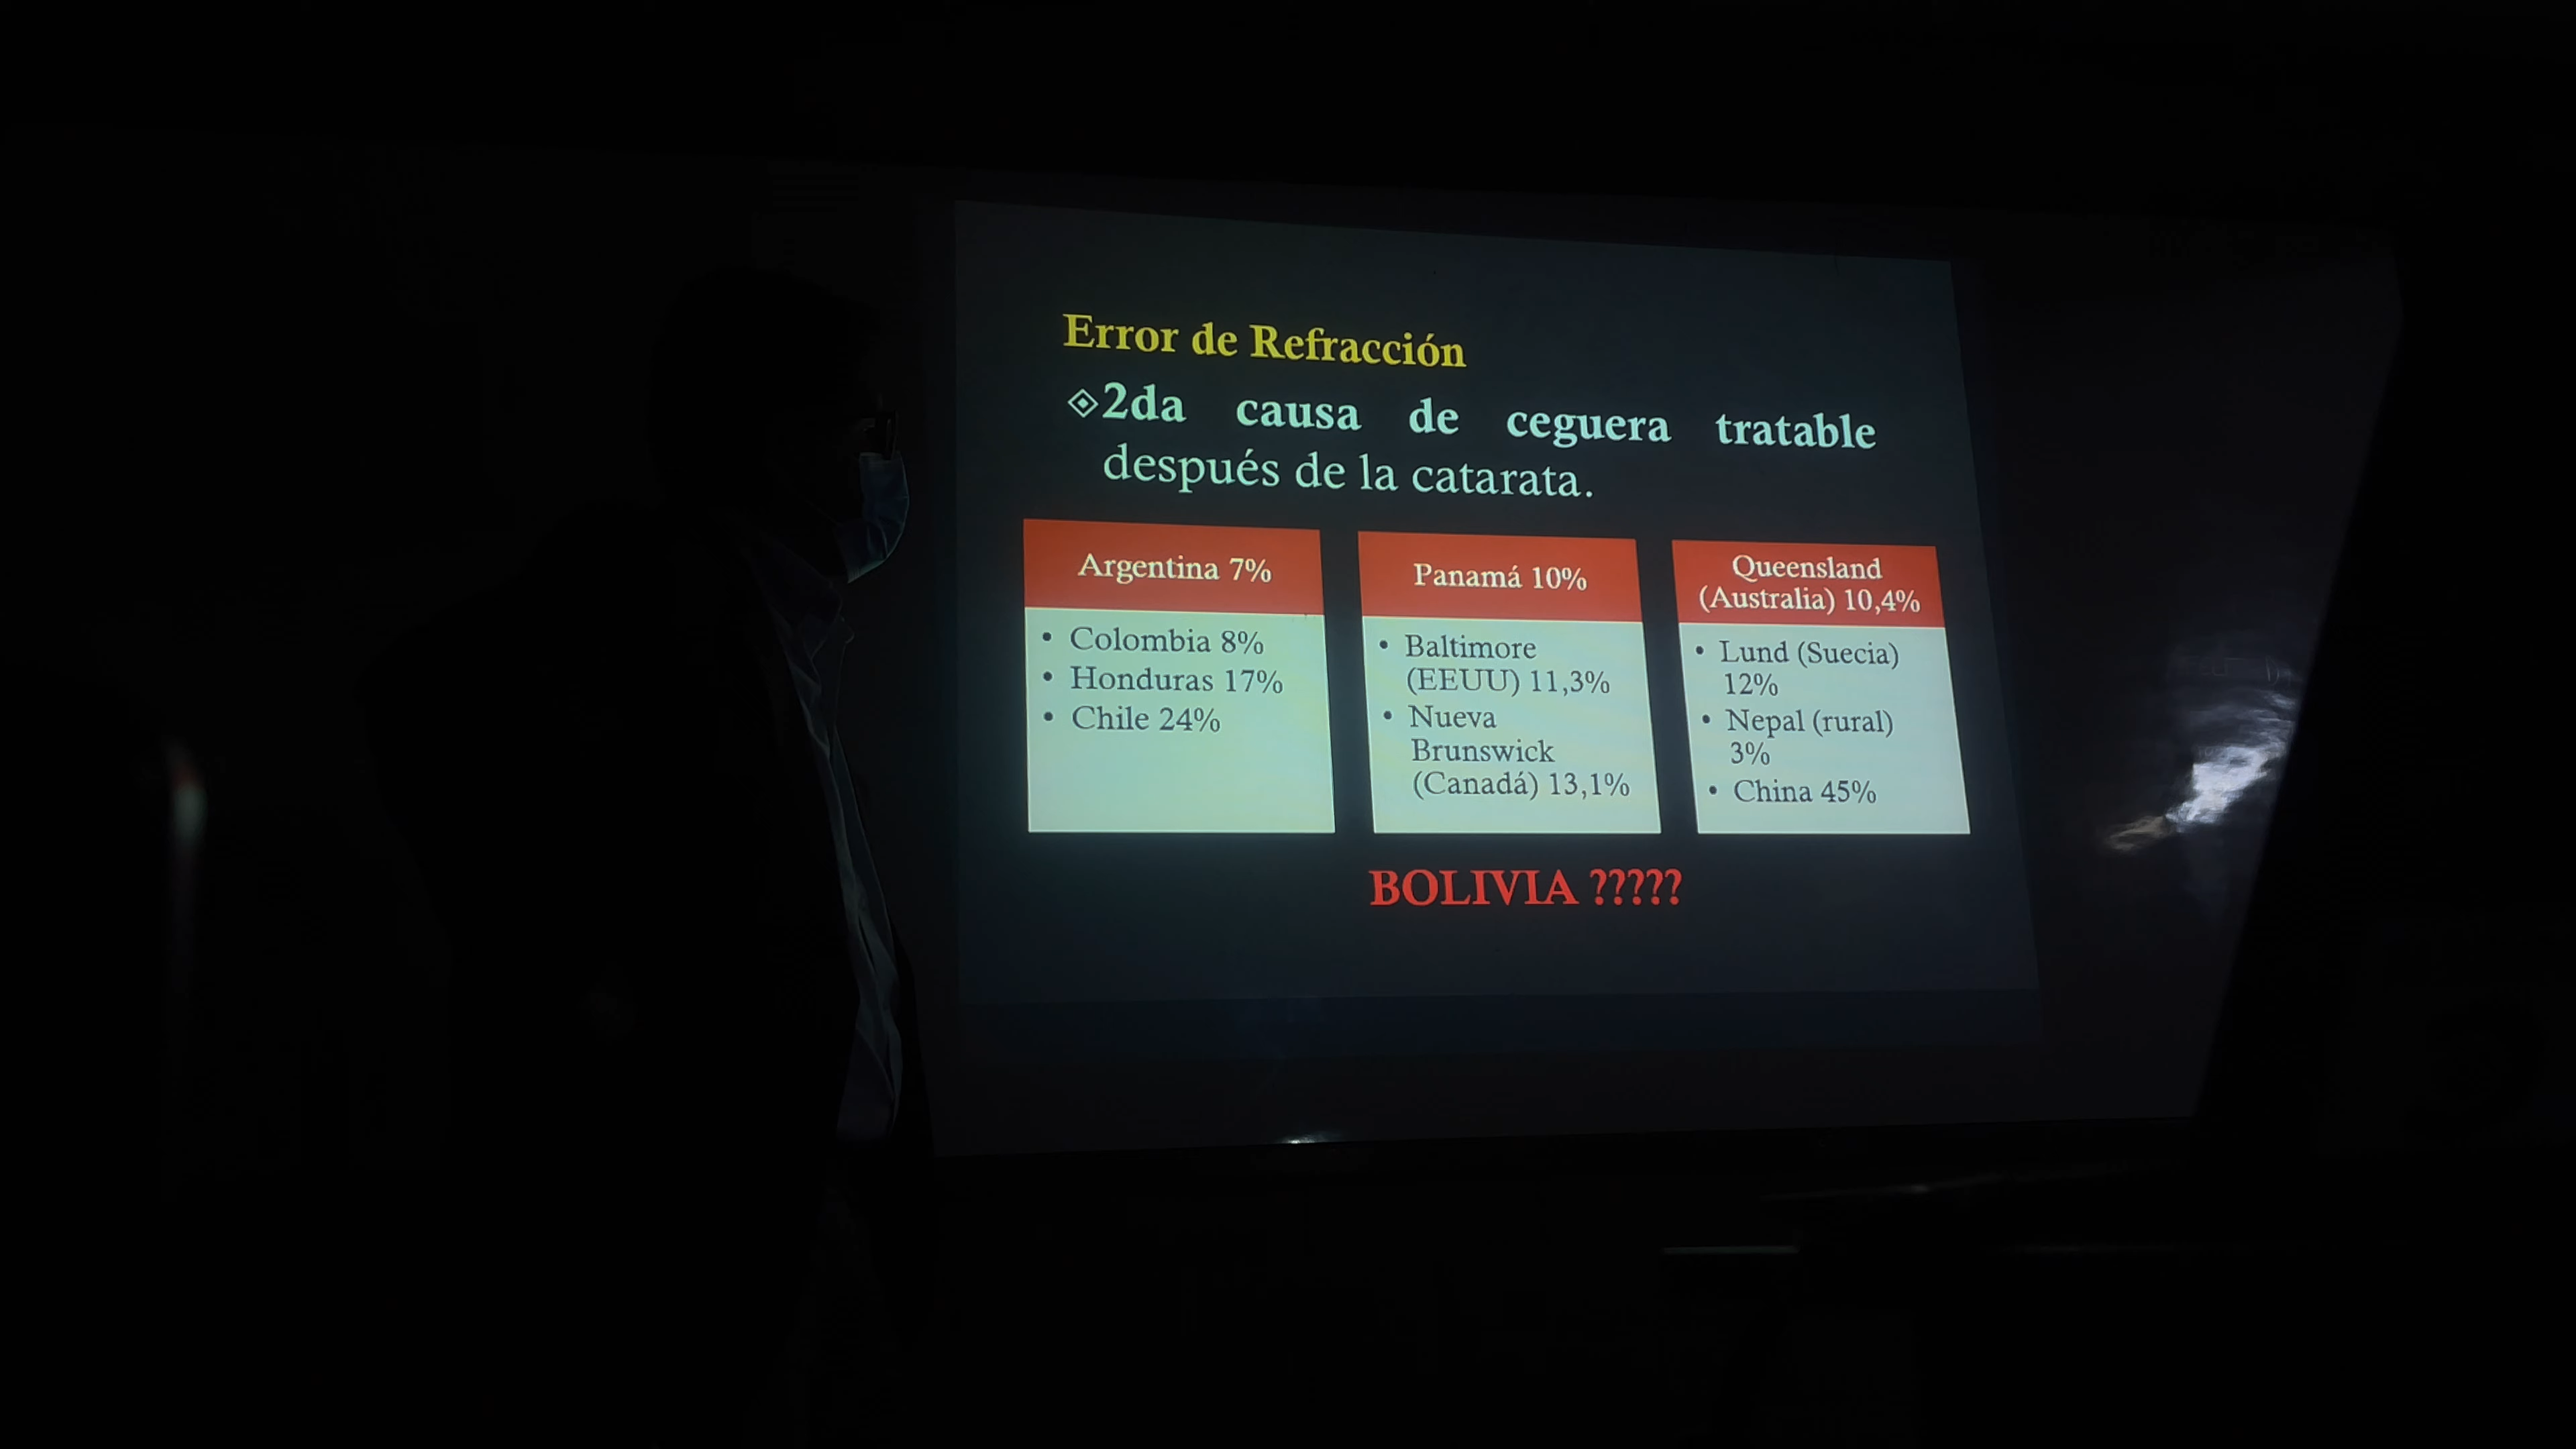 Error de Refracción
◈2da causa de ceguera tratable
después de la catarata.
Argentina 7%
• Colombia 8%
• Honduras 17%
• Chile 24%
Panamá 10%
• Baltimore
(EEUU) 11,3%
• Nueva
Brunswick
(Canadá) 13,1%
Queensland
(Australia) 10,4%
• Lund (Suecia)
12%
• Nepal (rural)
3%
• China 45%
BOLIVIA ?????